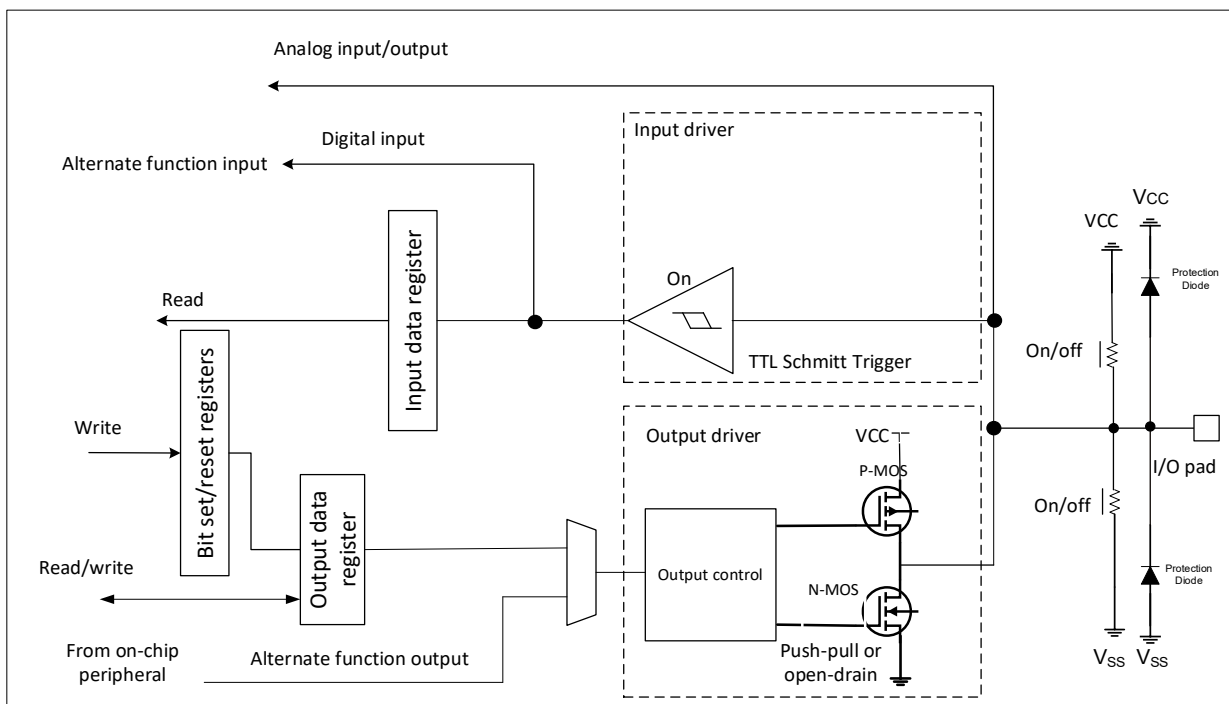 Analog input/output
Input driver
Digital input
Alternate function input
VCC
VCC
Protection
Diode
On
Input data register
Read
TTL Schmitt Trigger
On/off
Bit set/reset registers
Write
Output driver
VCC
P-MOS
I/O pad
On/off
Output data
register
Read/write
Output control
N-MOS
Protection
Diode
From on-chip
peripheral
Alternate function output
Push-pull or
open-drain
VSS
VSS